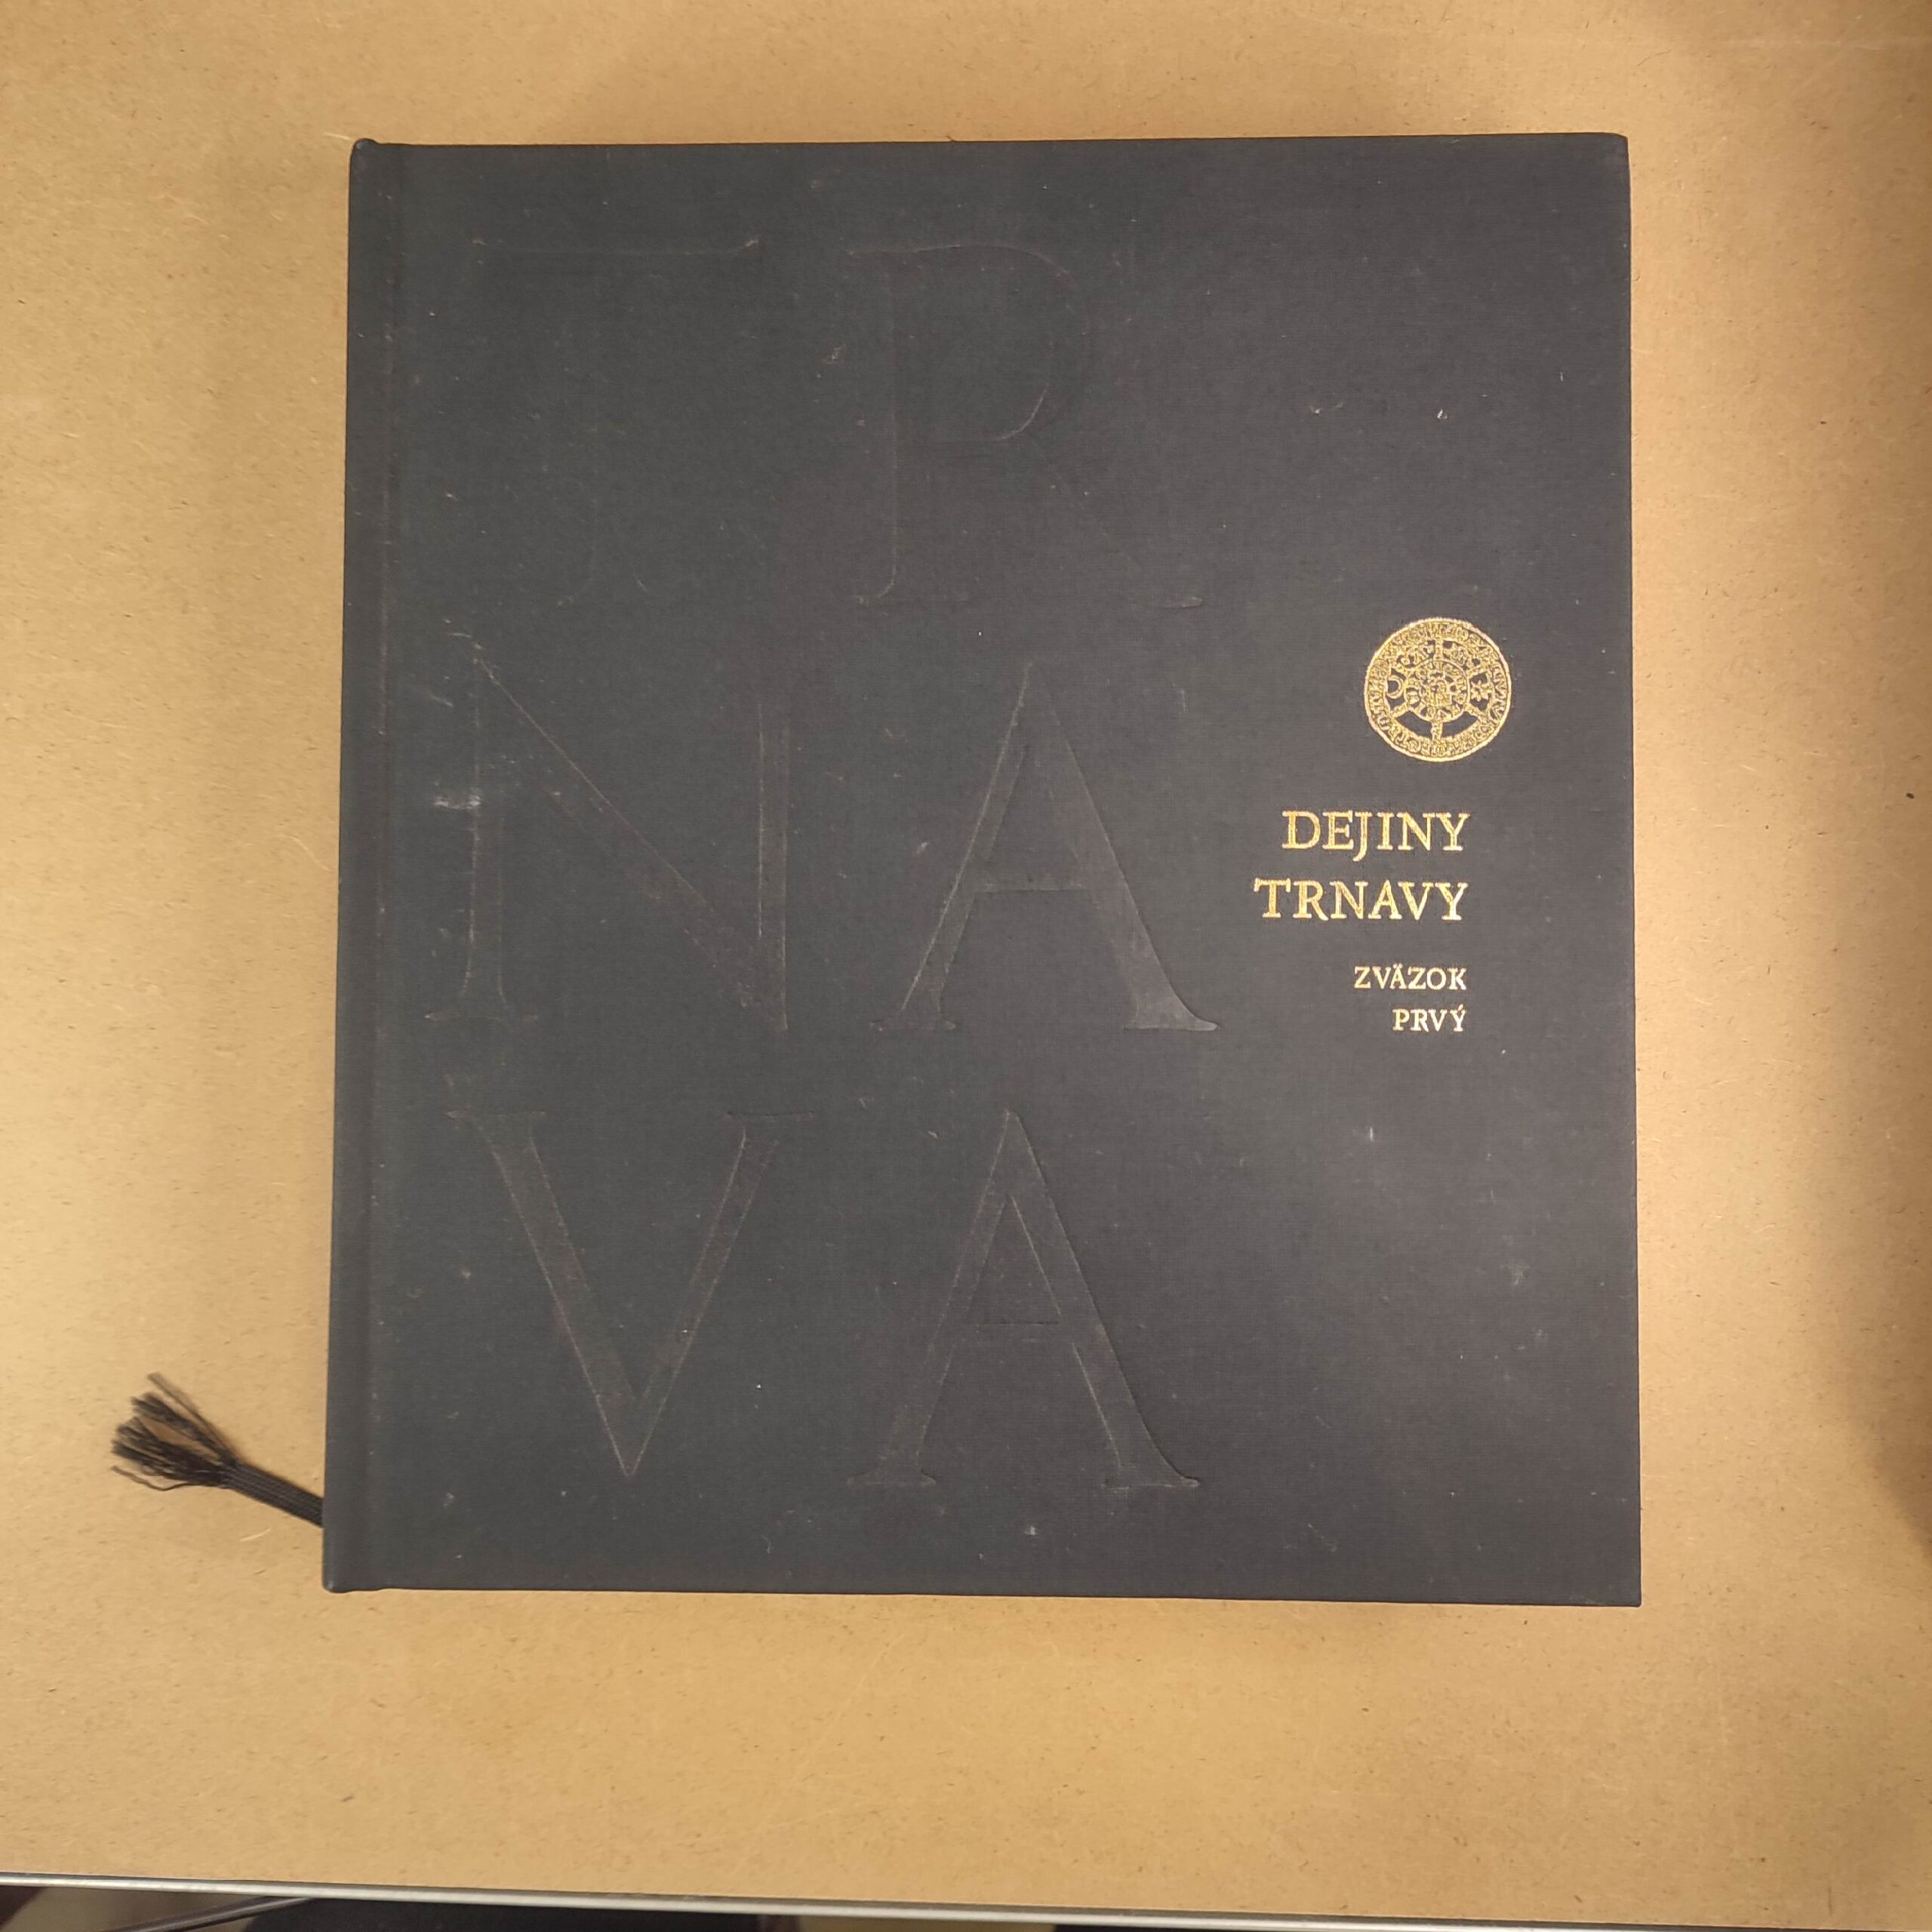 TR
NA
VA
DEJINY
TRNAVY
ZVÄZOK
PRVÝ